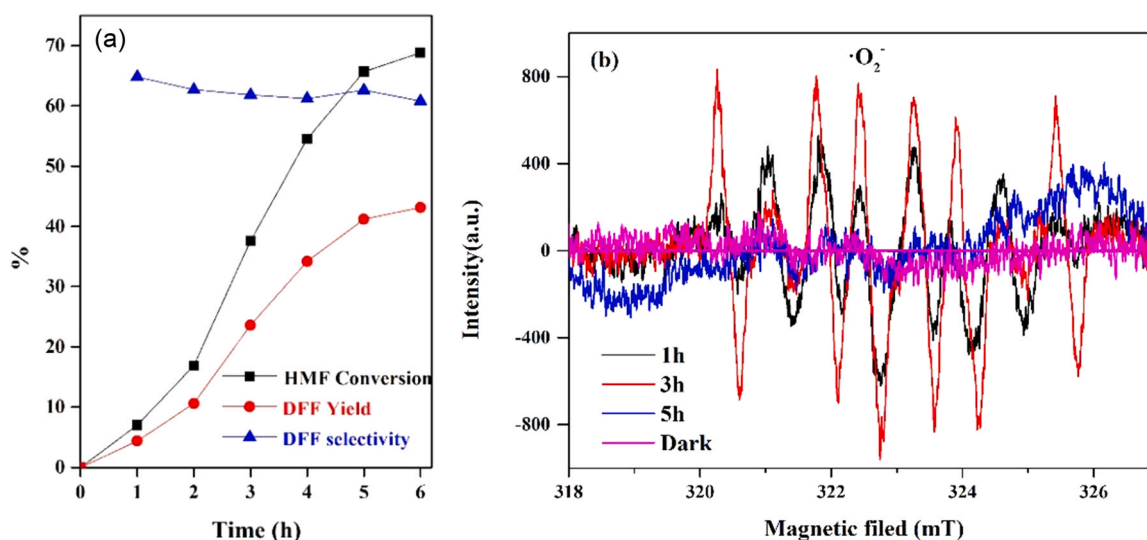 (a)
70
60
50
40
30
20
10
0
%
0 1 2 3 4 5 6
Time (h)
HMF Conversion
DFF Yield
DFF selectivity
(b)
·O₂⁻
800
400
0
-400
-800
Intensity(a.u.)
1h
3h
5h
Dark
318 320 322 324 326
Magnetic filed (mT)